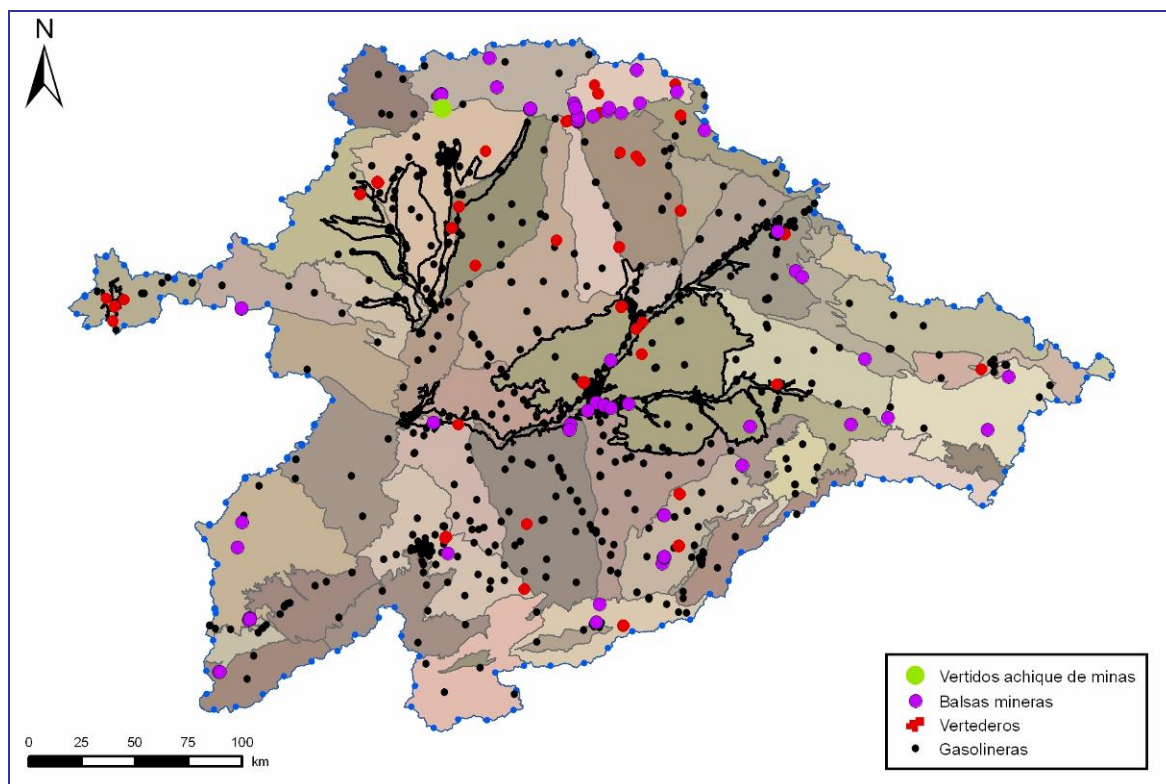 N
Vertidos achique de minas
Balsas mineras
Vertederos
Gasolineras
0 25 50 75 100
km